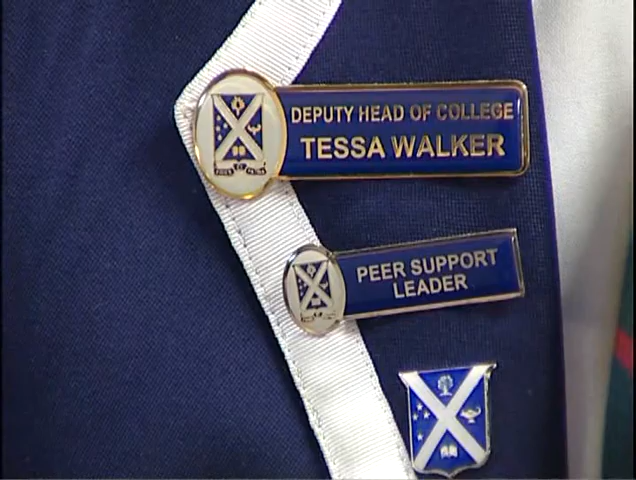 DEPUTY HEAD OF COLLEGE
TESSA WALKER
PEER SUPPORT
LEADER